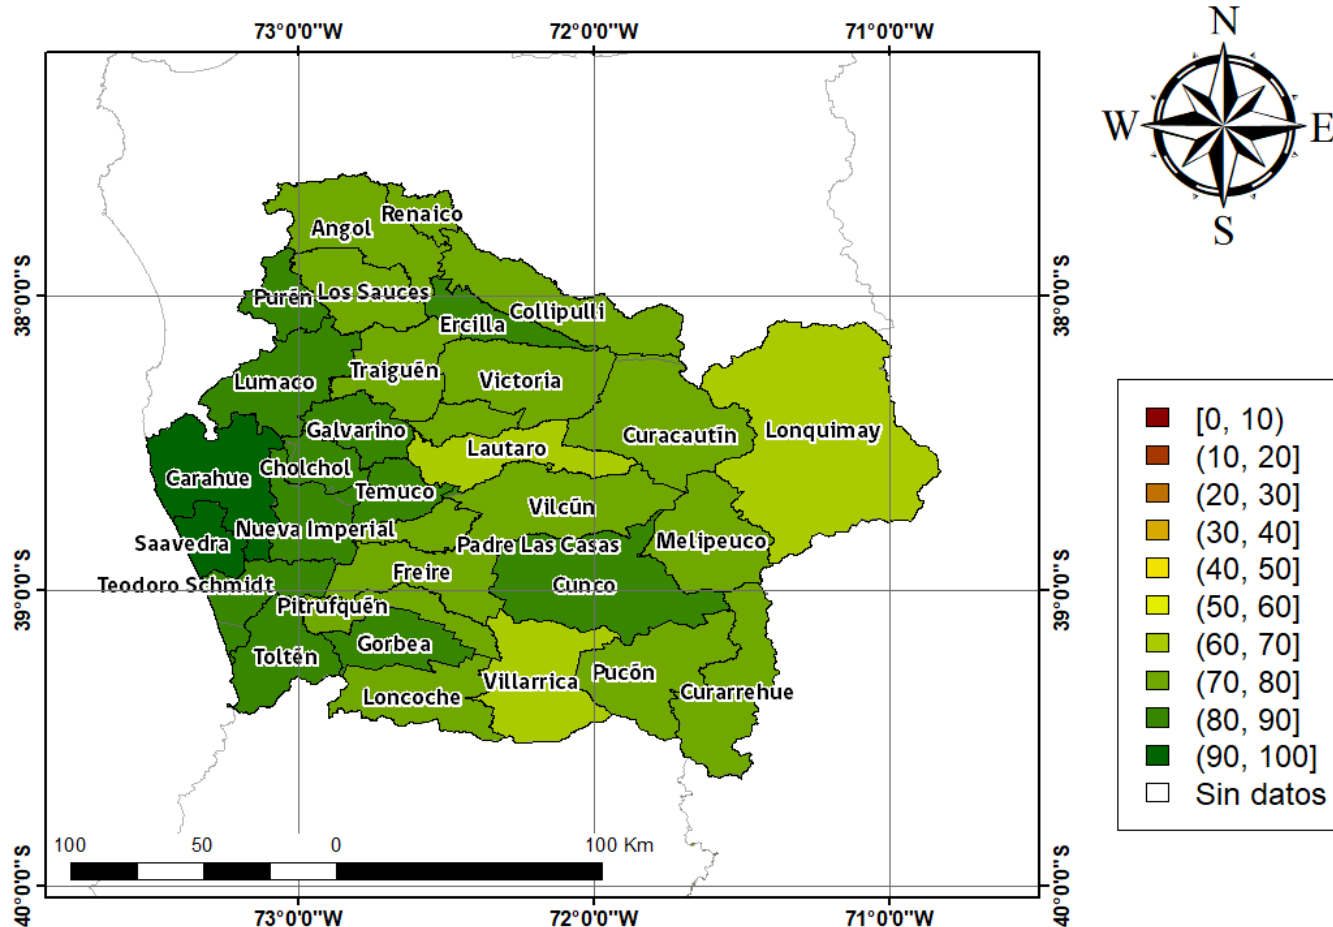 73°0'0"W
72°0'0"W
71°0'0"W
N
W
E
S
38°0'0"S
38°0'0"S
39°0'0"S
39°0'0"S
40°0'0"S
40°0'0"S
Renaico
Angol
Los Sauces
Purén
Collipulli
Ercilla
Traiguén
Victoria
Lumaco
Galvarino
Curacautín
Lonquimay
Lautaro
Cholchol
Carahue
Temuco
Vilcún
Nueva Imperial
Saavedra
Padre Las Casas
Melipeuco
Freire
Teodoro Schmidt
Cunco
Pitrufquén
Gorbea
Toltén
Pucón
Villarrica
Curarrehue
Loncoche
[0, 10)
(10, 20]
(20, 30]
(30, 40]
(40, 50]
(50, 60]
(60, 70]
(70, 80]
(80, 90]
(90, 100]
Sin datos
100 50 0 100 Km
73°0'0"W
72°0'0"W
71°0'0"W